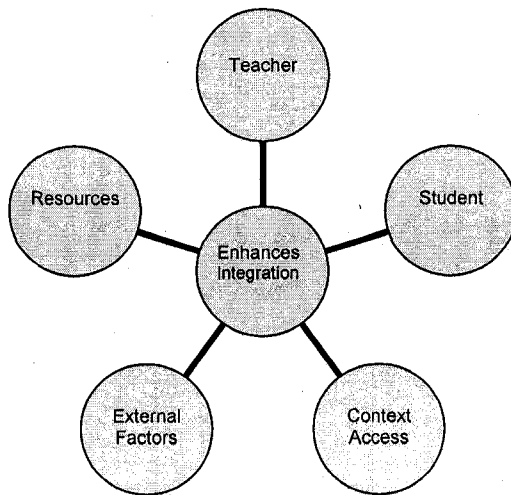 Teacher
Resources
Student
Enhances
Integration
External
Factors
Context
Access